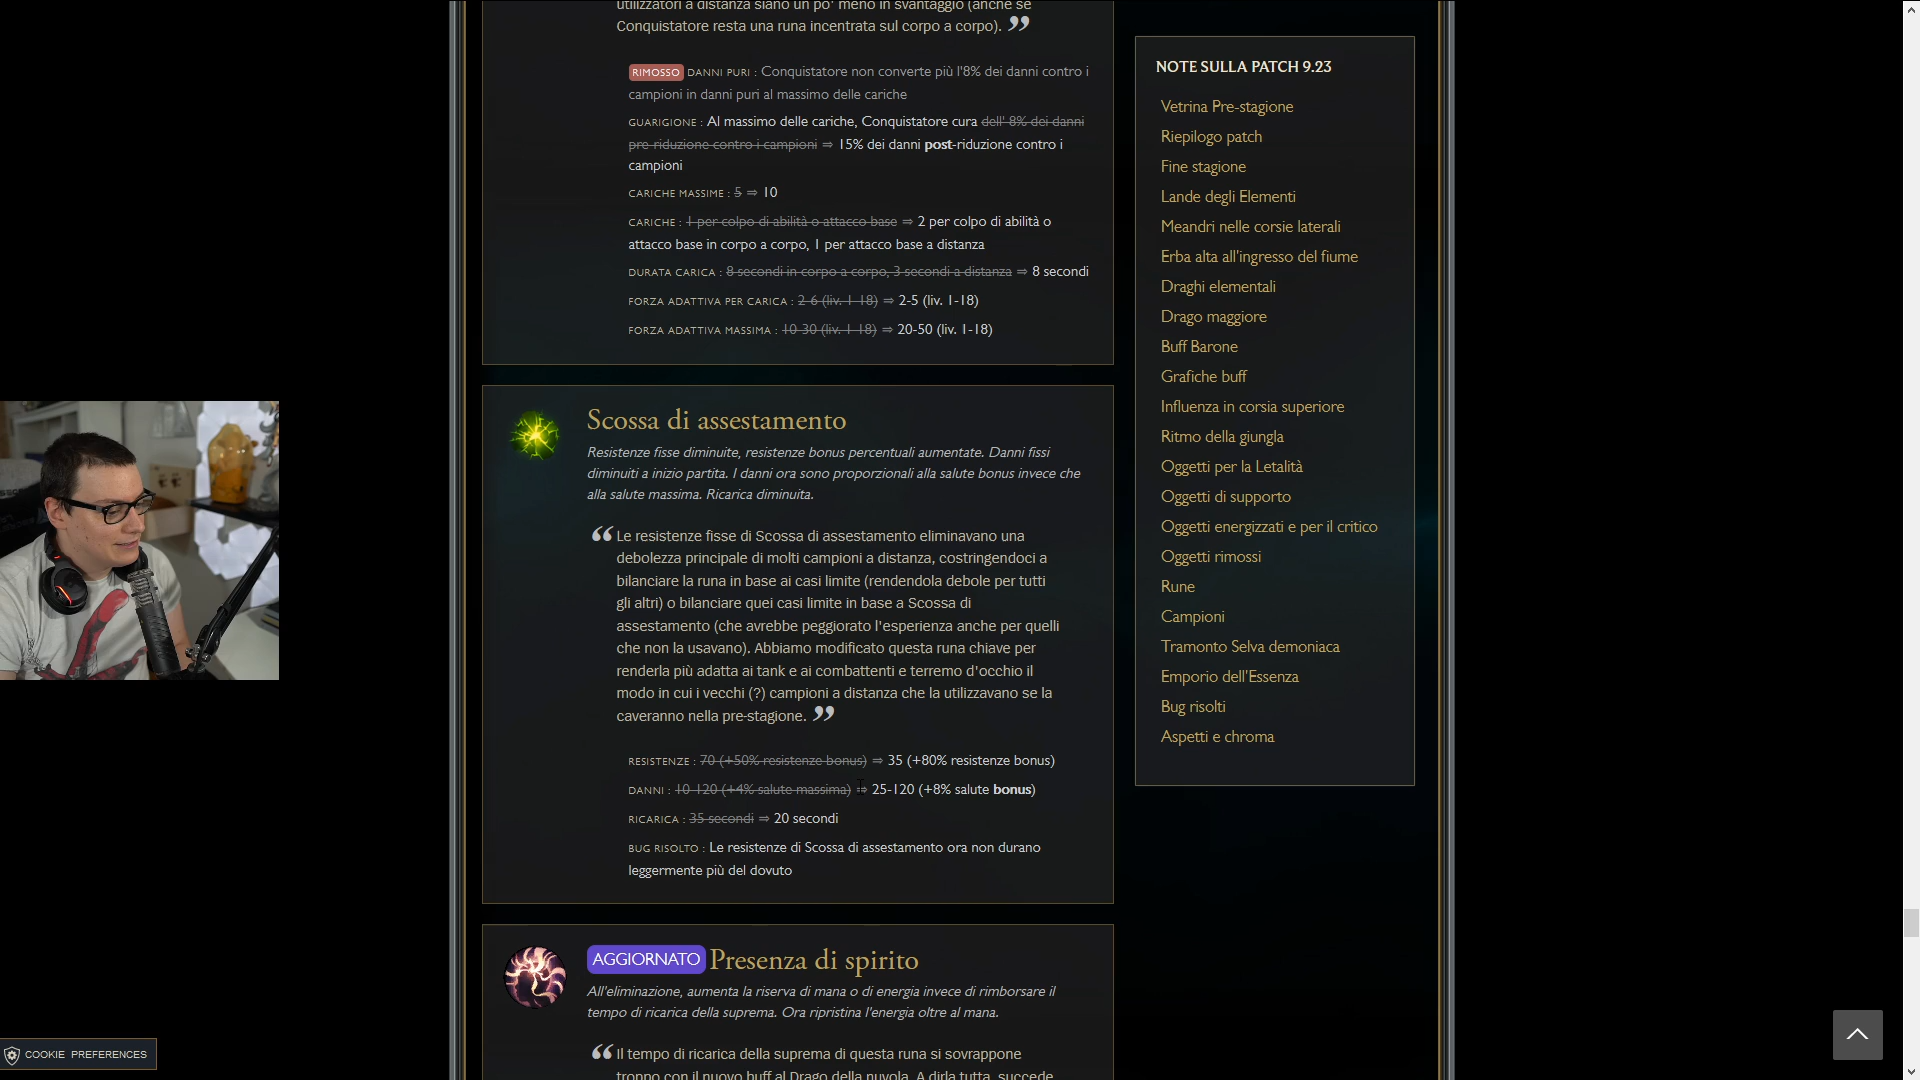 utilizzatori a distanza siano un po' meno in svantaggio (anche se
Conquistatore resta una runa incentrata sul corpo a corpo). ”
RIMOSSO DANNI PURI : Conquistatore non converte più l'8% dei danni contro i
campioni in danni puri al massimo delle cariche
GUARIGIONE : Al massimo delle cariche, Conquistatore cura dell' 8% dei danni
pre-riduzione contro i campioni ⇒ 15% dei danni post-riduzione contro i
campioni
CARICHE MASSIME : 5 ⇒ 10
CARICHE : 1 per colpo di abilità o attacco base ⇒ 2 per colpo di abilità o
attacco base in corpo a corpo, 1 per attacco base a distanza
DURATA CARICA : 8 secondi in corpo a corpo, 3 secondi a distanza ⇒ 8 secondi
FORZA ADATTIVA PER CARICA : 2-6 (liv. 1-18) ⇒ 2-5 (liv. 1-18)
FORZA ADATTIVA MASSIMA : 10-30 (liv. 1-18) ⇒ 20-50 (liv. 1-18)
Scossa di assestamento
Resistenze fisse diminuite, resistenze bonus percentuali aumentate. Danni fissi
diminuiti a inizio partita. I danni ora sono proporzionali alla salute bonus invece che
alla salute massima. Ricarica diminuita.
“ Le resistenze fisse di Scossa di assestamento eliminavano una
debolezza principale di molti campioni a distanza, costringendoci a
bilanciare la runa in base ai casi limite (rendendola debole per tutti
gli altri) o bilanciare quei casi limite in base a Scossa di
assestamento (che avrebbe peggiorato l'esperienza anche per quelli
che non la usavano). Abbiamo modificato questa runa chiave per
renderla più adatta ai tank e ai combattenti e terremo d'occhio il
modo in cui i vecchi (?) campioni a distanza che la utilizzavano se la
caveranno nella pre-stagione. ”
RESISTENZE : 70 (+50% resistenze bonus) ⇒ 35 (+80% resistenze bonus)
DANNI : 10-120 (+4% salute massima) ⇒ 25-120 (+8% salute bonus)
RICARICA : 35 secondi ⇒ 20 secondi
BUG RISOLTO : Le resistenze di Scossa di assestamento ora non durano
leggermente più del dovuto
AGGIORNATO Presenza di spirito
All'eliminazione, aumenta la riserva di mana o di energia invece di rimborsare il
tempo di ricarica della suprema. Ora ripristina l'energia oltre al mana.
“ Il tempo di ricarica della suprema di questa runa si sovrappone
troppo con il nuovo buff al Drago della nuvola. A dirla tutta, succede
NOTE SULLA PATCH 9.23
Vetrina Pre-stagione
Riepilogo patch
Fine stagione
Lande degli Elementi
Meandri nelle corsie laterali
Erba alta all'ingresso del fiume
Draghi elementali
Drago maggiore
Buff Barone
Grafiche buff
Influenza in corsia superiore
Ritmo della giungla
Oggetti per la Letalità
Oggetti di supporto
Oggetti energizzati e per il critico
Oggetti rimossi
Rune
Campioni
Tramonto Selva demoniaca
Emporio dell'Essenza
Bug risolti
Aspetti e chroma
COOKIE PREFERENCES